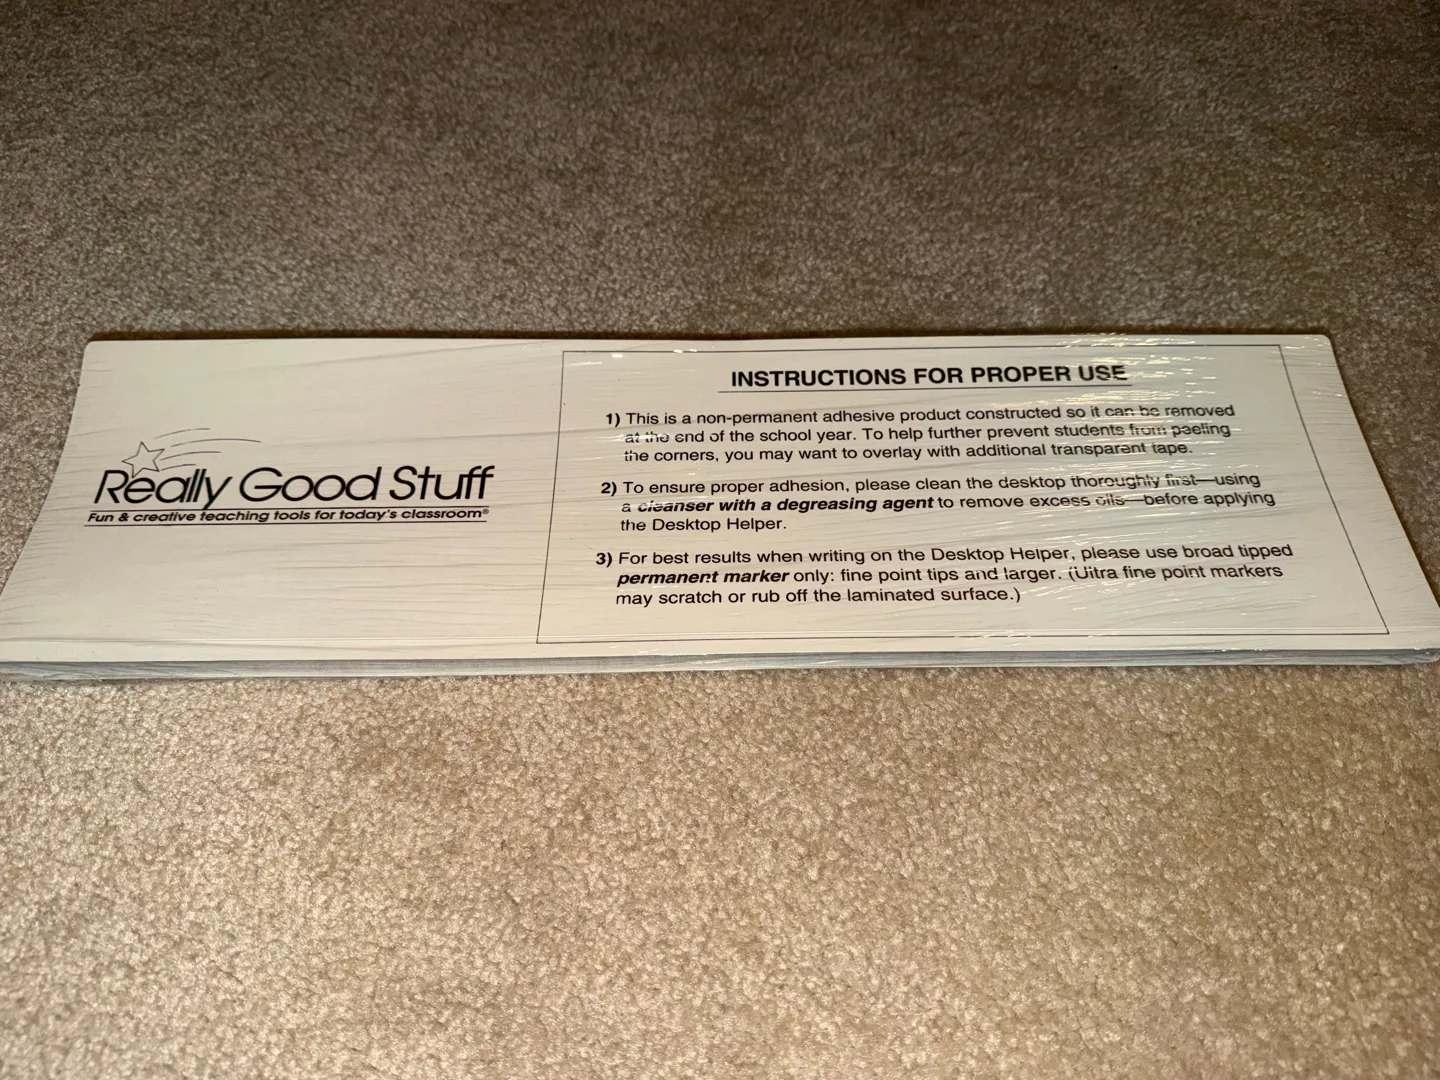 Really Good Stuff
Fun & creative teaching tools for today's classroom®
INSTRUCTIONS FOR PROPER USE
1) This is a non-permanent adhesive product constructed so it can be removed
at the end of the school year. To help further prevent students from peeling
the corners, you may want to overlay with additional transparent tape.
2) To ensure proper adhesion, please clean the desktop thoroughly first—using
a cleanser with a degreasing agent to remove excess oils—before applying
the Desktop Helper.
3) For best results when writing on the Desktop Helper, please use broad tipped
permanent marker only: fine point tips and larger. (Ultra fine point markers
may scratch or rub off the laminated surface.)